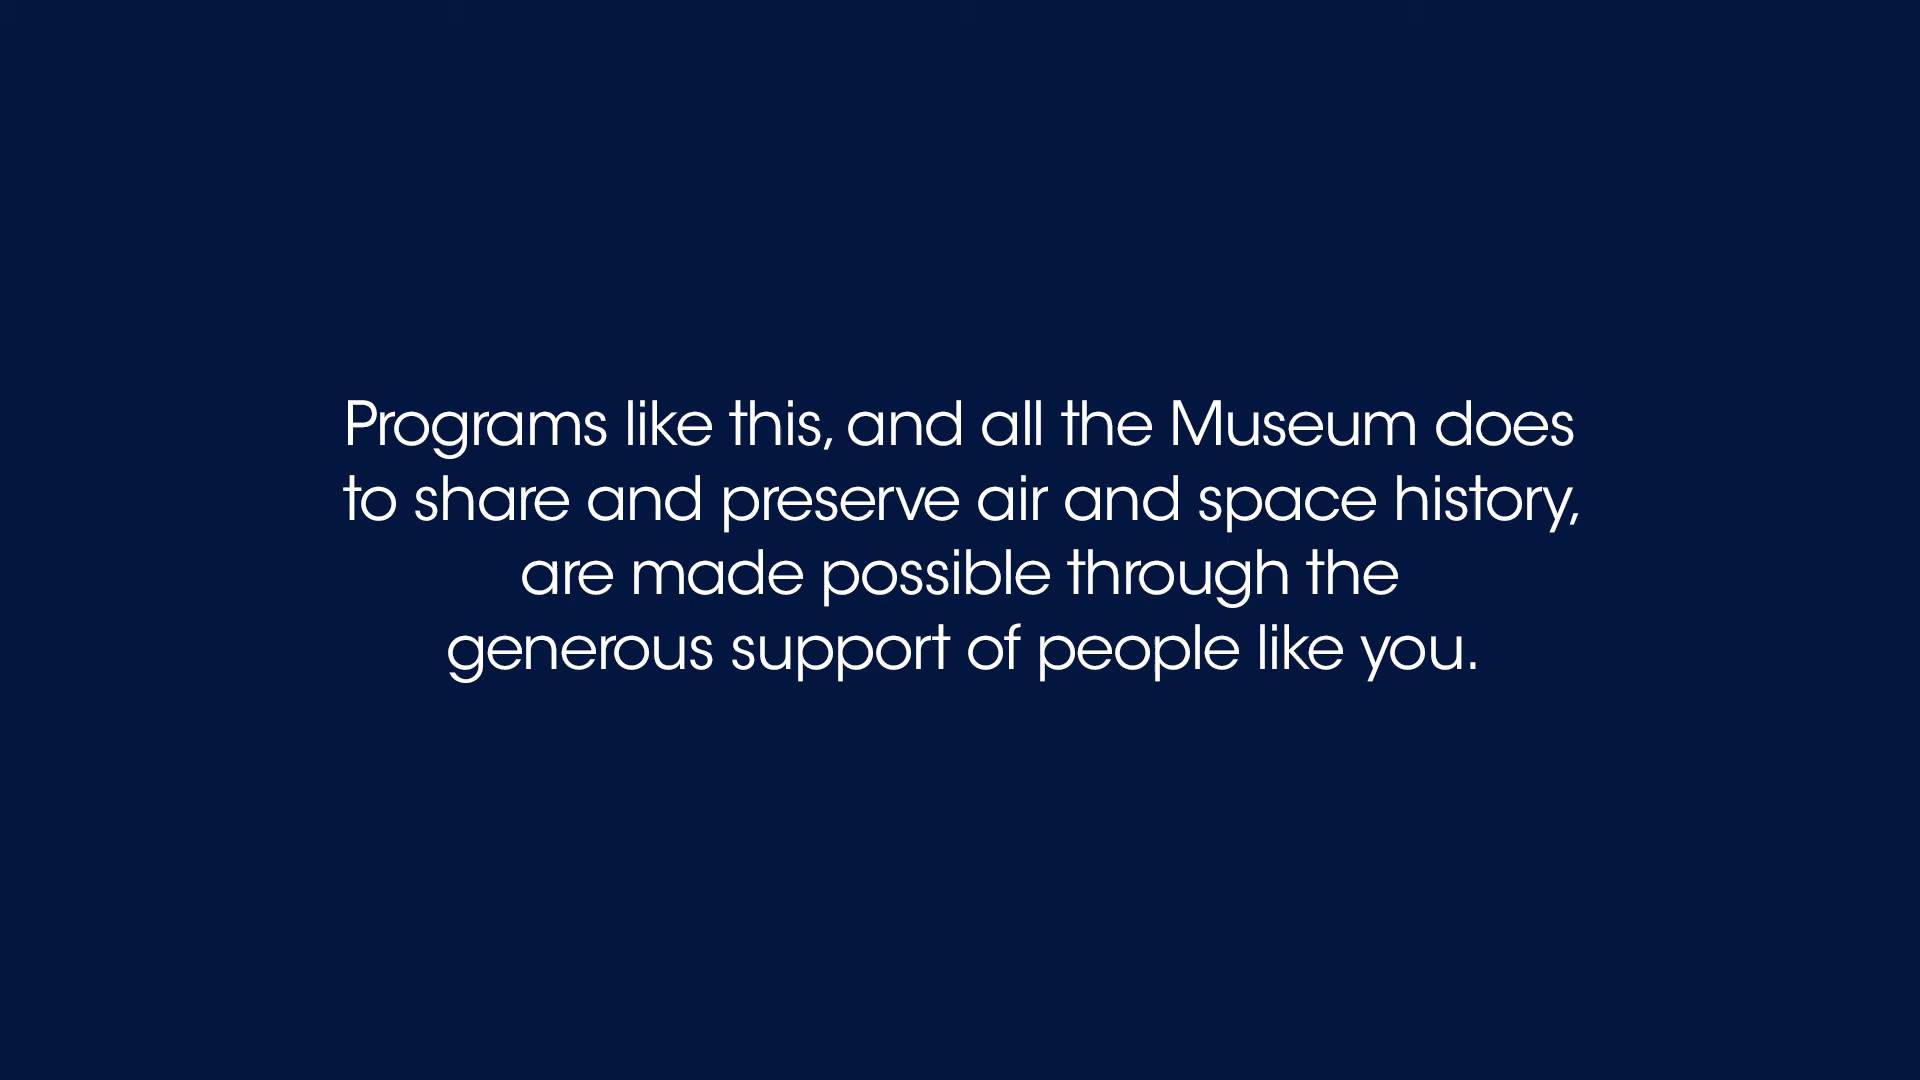 Programs like this, and all the Museum does
to share and preserve air and space history,
are made possible through the
generous support of people like you.